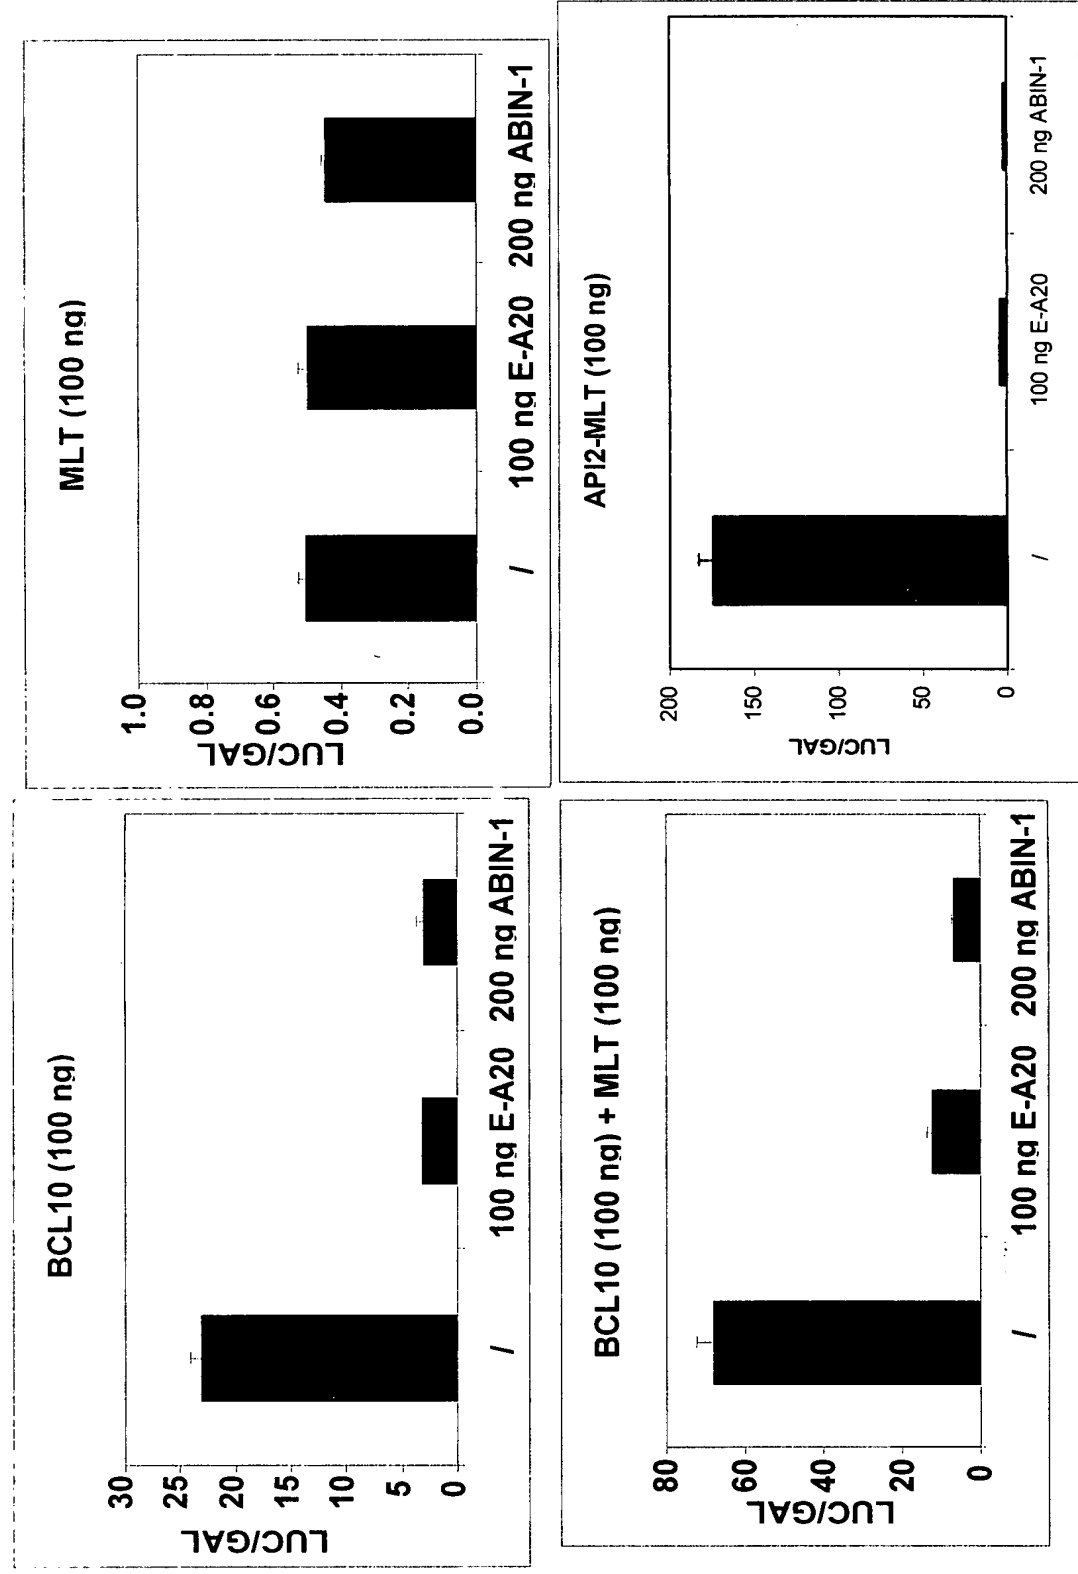 BCL10 (100 ng)
LUC/GAL
30
25
20
15
10
5
0
/ 100 ng E-A20 200 ng ABIN-1
MLT (100 ng)
LUC/GAL
1.0
0.8
0.6
0.4
0.2
0.0
/ 100 ng E-A20 200 ng ABIN-1
BCL10 (100 ng) + MLT (100 ng)
LUC/GAL
80
60
40
20
0
/ 100 ng E-A20 200 ng ABIN-1
API2-MLT (100 ng)
LUC/GAL
200
150
100
50
0
/ 100 ng E-A20 200 ng ABIN-1